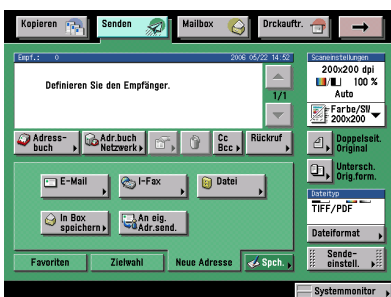 Kopieren
Senden
Mailbox
Drckauftr.
Empf.: 0
2006 05/22 14:52
Definieren Sie den Empfänger.
1/1
Adress-
buch
Adr.buch
Netzwerk
Cc
Bcc
Rückruf
E-Mail
I-Fax
Datei
In Box
speichern
An eig.
Adr.send.
Favoriten
Zielwahl
Neue Adresse
Spch.
Scaneinstellungen
200x200 dpi
100 %
Auto
Farbe/SW
200x200
Doppelseit.
Original
Untersch.
Orig.form.
Dateityp
TIFF/PDF
Dateiformat
Sende-
einstell.
Systemmonitor